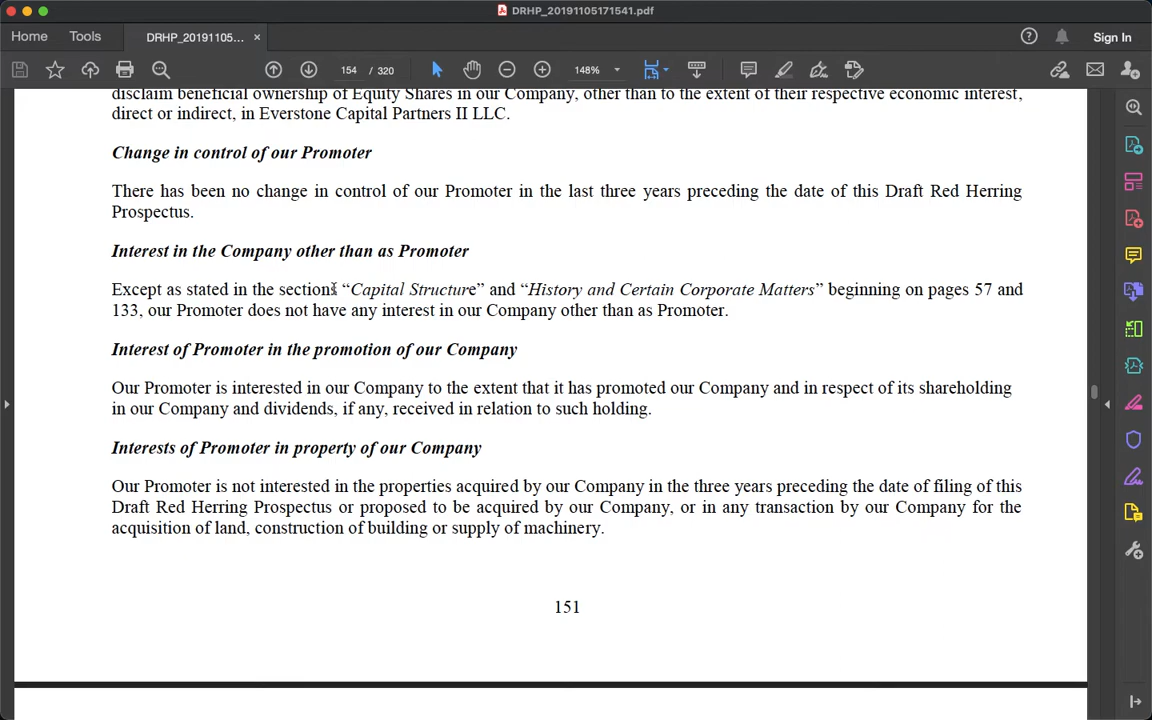 DRHP_20191105171541.pdf
Home Tools DRHP_20191105... × Sign In
154 / 320 148%
disclaim beneficial ownership of Equity Shares in our Company, other than to the extent of their respective economic interest,
direct or indirect, in Everstone Capital Partners II LLC.
Change in control of our Promoter
There has been no change in control of our Promoter in the last three years preceding the date of this Draft Red Herring
Prospectus.
Interest in the Company other than as Promoter
Except as stated in the sections “Capital Structure” and “History and Certain Corporate Matters” beginning on pages 57 and
133, our Promoter does not have any interest in our Company other than as Promoter.
Interest of Promoter in the promotion of our Company
Our Promoter is interested in our Company to the extent that it has promoted our Company and in respect of its shareholding
in our Company and dividends, if any, received in relation to such holding.
Interests of Promoter in property of our Company
Our Promoter is not interested in the properties acquired by our Company in the three years preceding the date of filing of this
Draft Red Herring Prospectus or proposed to be acquired by our Company, or in any transaction by our Company for the
acquisition of land, construction of building or supply of machinery.
151